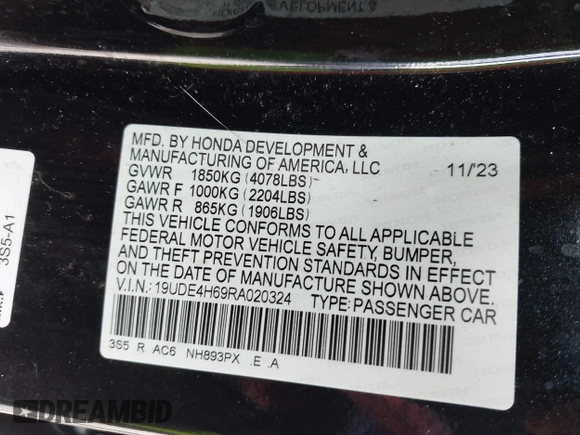 DEVELOPMENT &
3S5-A1
MFD. BY HONDA DEVELOPMENT &
MANUFACTURING OF AMERICA, LLC 11/23
GVWR 1850KG (4078LBS)
GAWR F 1000KG (2204LBS)
GAWR R 865KG (1906LBS)
THIS VEHICLE CONFORMS TO ALL APPLICABLE
FEDERAL MOTOR VEHICLE SAFETY, BUMPER,
AND THEFT PREVENTION STANDARDS IN EFFECT
ON THE DATE OF MANUFACTURE SHOWN ABOVE.
V.I.N.: 19UDE4H69RA020324 TYPE: PASSENGER CAR
3S5 R AC6 NH893PX .E .A
DREAMBID